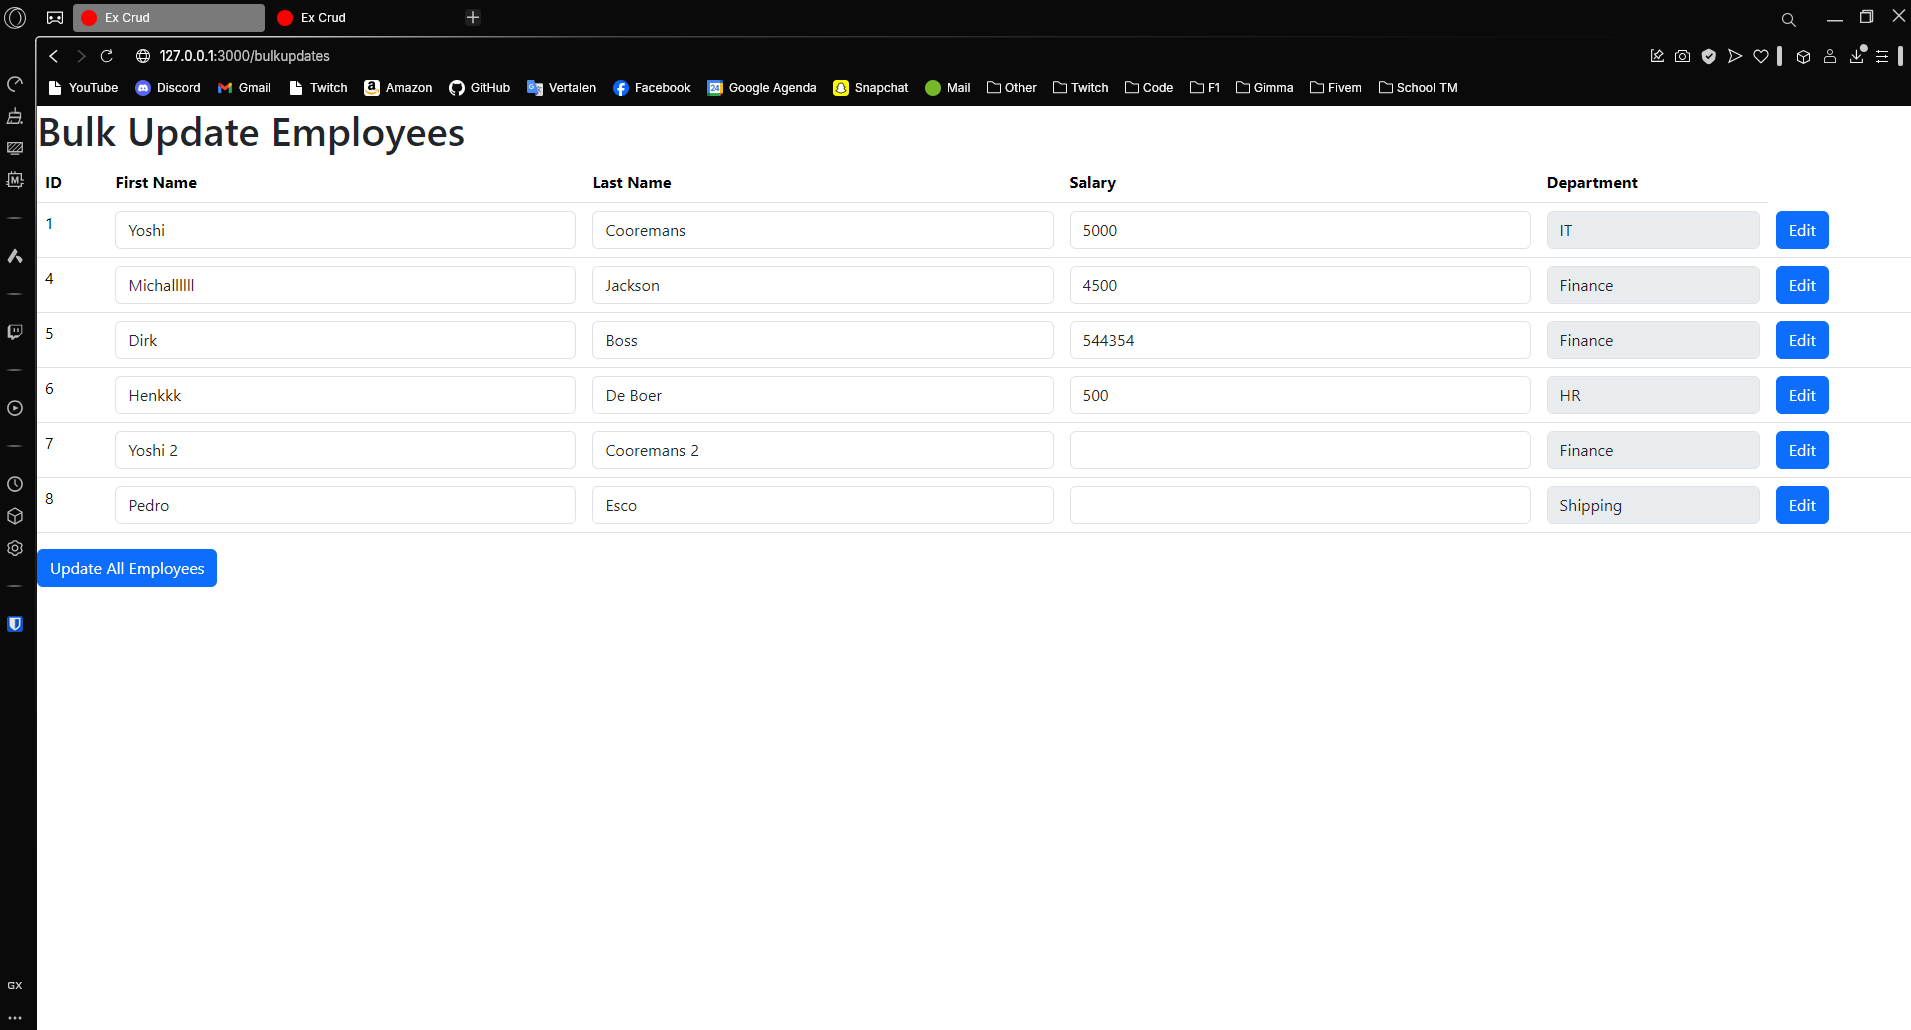 Ex Crud Ex Crud
127.0.0.1:3000/bulkupdates
YouTube Discord Gmail Twitch Amazon GitHub Vertalen Facebook 24 Google Agenda Snapchat Mail Other Twitch Code F1 Gimma Fivem School TM
Bulk Update Employees
ID First Name Last Name Salary Department
1 Yoshi Cooremans 5000 IT Edit
4 Michallllll Jackson 4500 Finance Edit
5 Dirk Boss 544354 Finance Edit
6 Henkkk De Boer 500 HR Edit
7 Yoshi 2 Cooremans 2 Finance Edit
8 Pedro Esco Shipping Edit
Update All Employees
M
GX